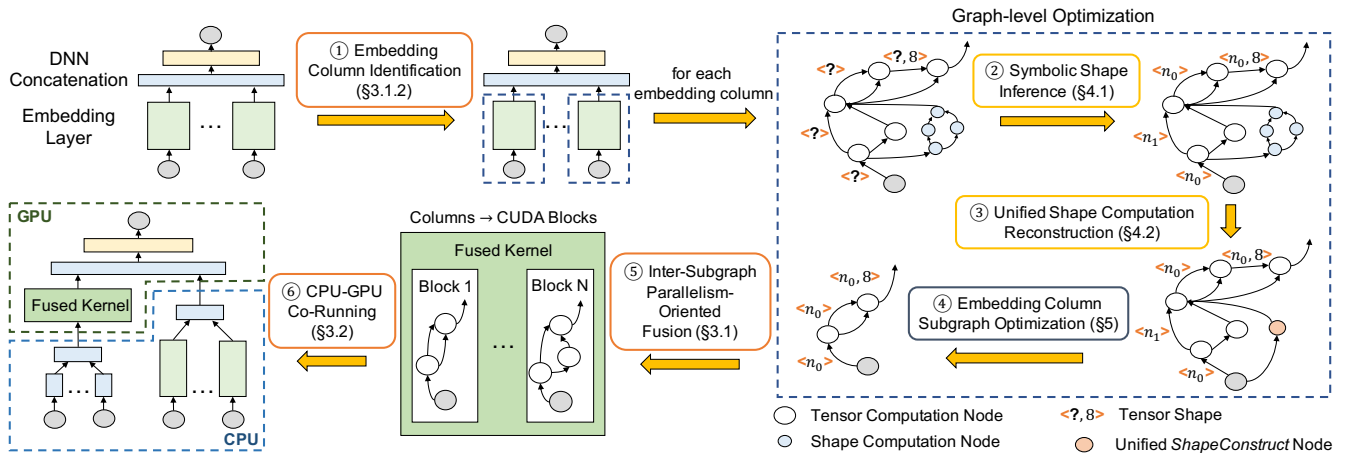 Graph-level Optimization
DNN
Concatenation
Embedding
Layer
...
① Embedding
Column Identification
(§3.1.2)
...
for each
embedding column
<?>
<?, 8>
<?>
<?>
② Symbolic Shape
Inference (§4.1)
<n₀>
<n₀, 8>
<n₁>
<n₀>
③ Unified Shape Computation
Reconstruction (§4.2)
<n₀>
<n₀, 8>
<n₁>
<n₀>
④ Embedding Column
Subgraph Optimization (§5)
<n₀, 8>
<n₀>
<n₀>
⑤ Inter-Subgraph
Parallelism-
Oriented
Fusion (§3.1)
Columns → CUDA Blocks
Fused Kernel
Block 1
...
Block N
⑥ CPU-GPU
Co-Running
(§3.2)
GPU
Fused Kernel
...
...
CPU
Tensor Computation Node
<?, 8> Tensor Shape
Shape Computation Node
Unified ShapeConstruct Node